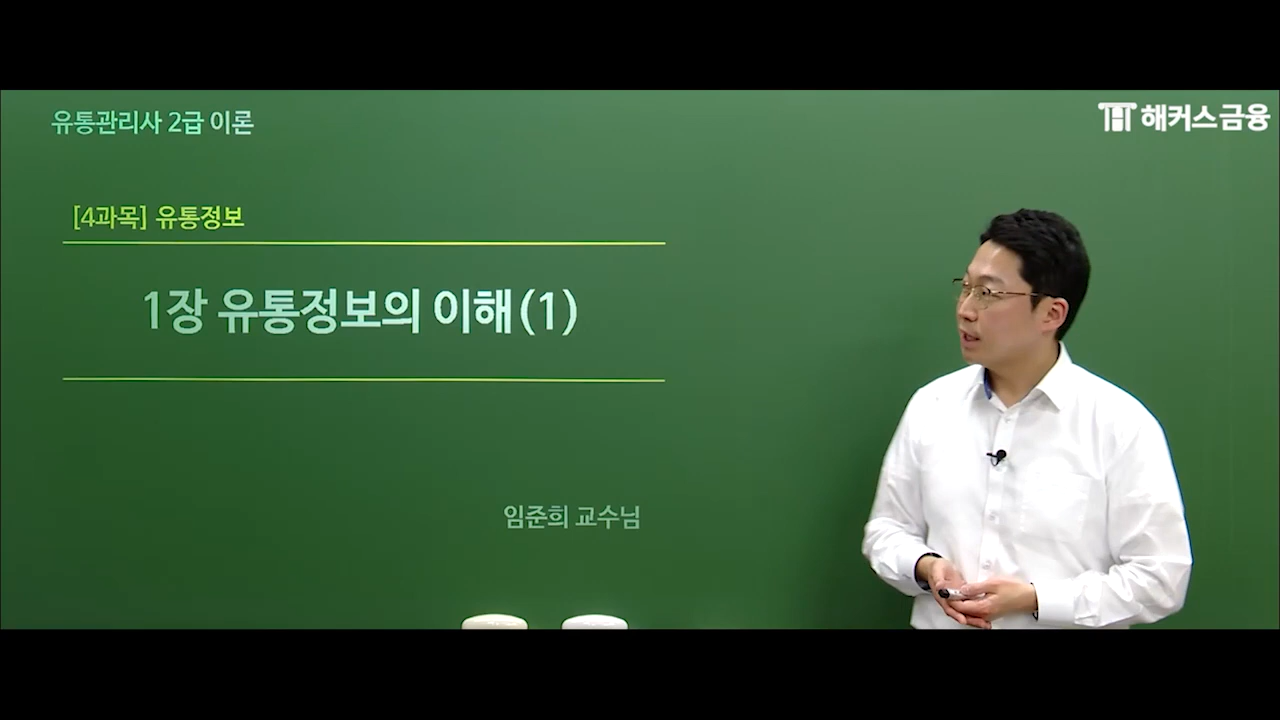 유통관리사 2급 이론
해커스금융
[4과목] 유통정보
1장 유통정보의 이해(1)
임준희 교수님